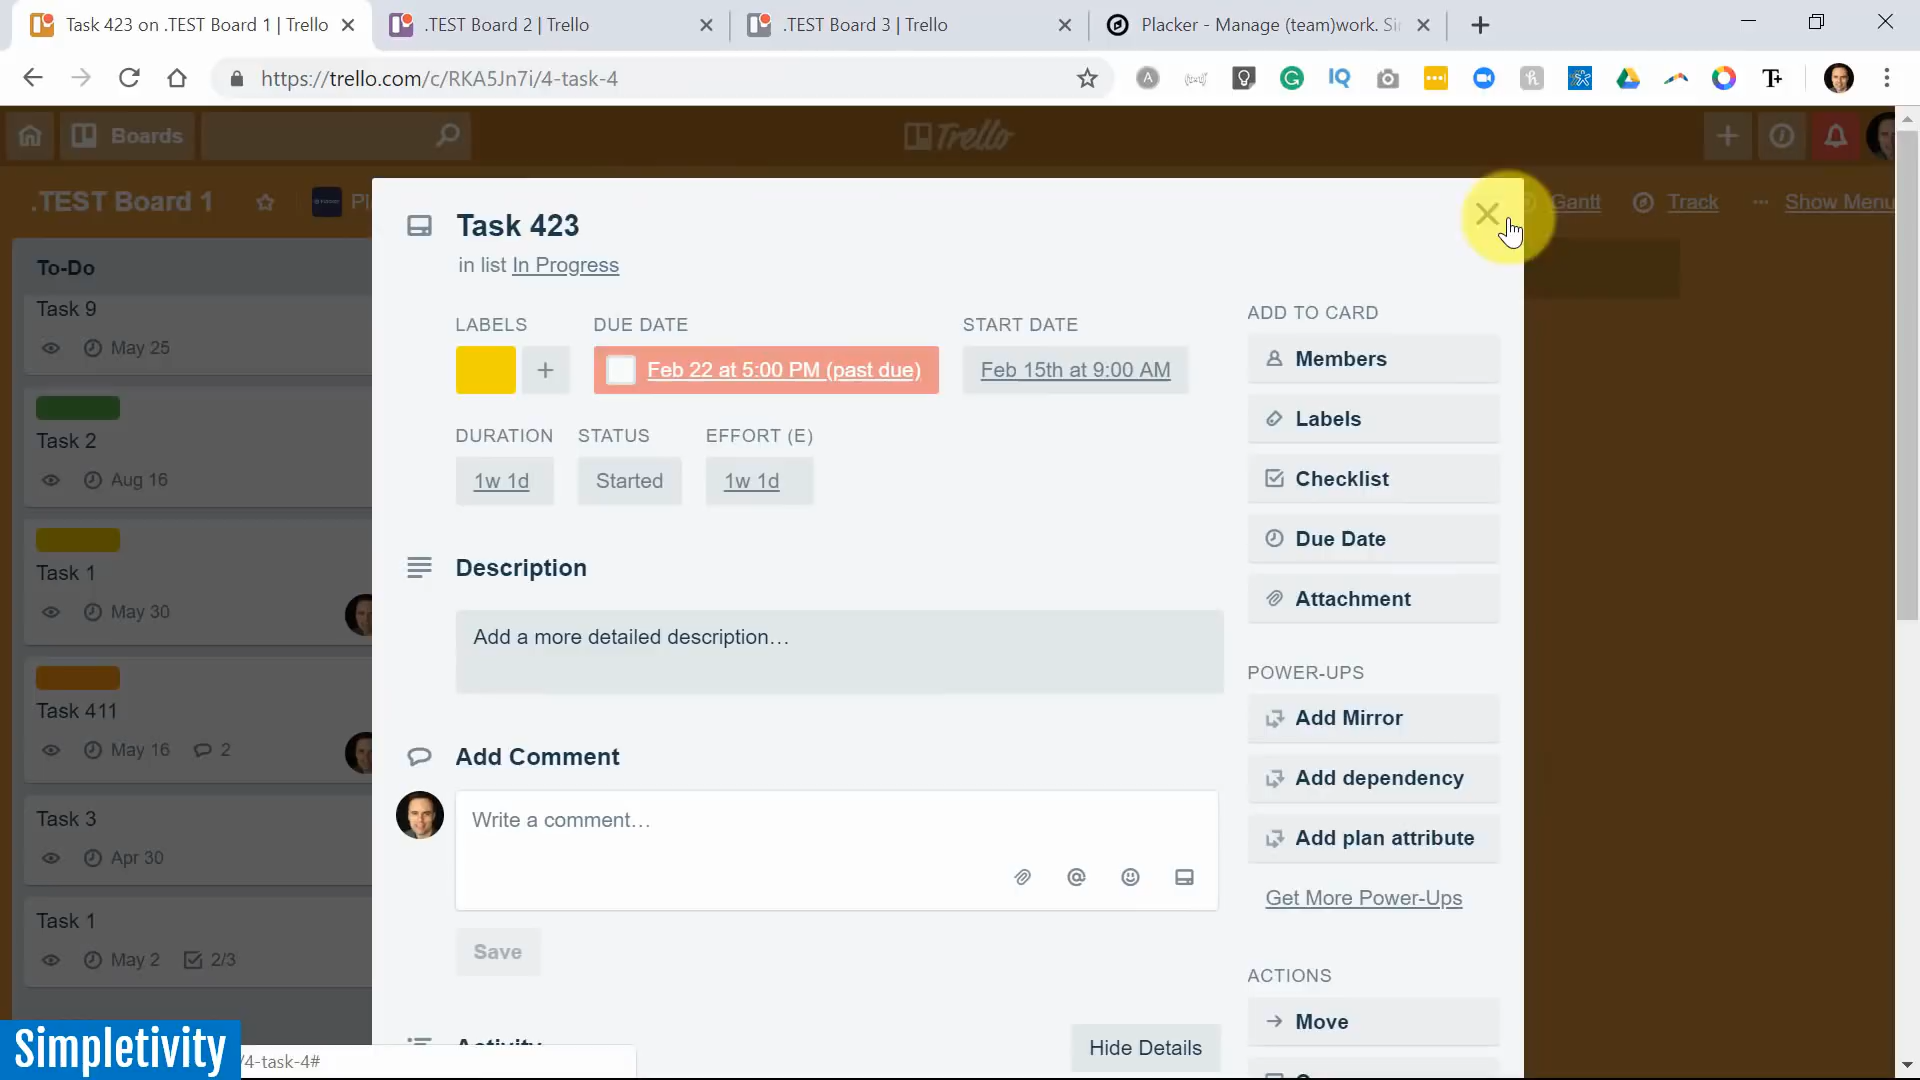 Task 423 on .TEST Board 1 | Trello
.TEST Board 2 | Trello
.TEST Board 3 | Trello
Placker - Manage (team)work. Si
https://trello.com/c/RKA5Jn7i/4-task-4
Boards
Trello
.TEST Board 1
Pl
Gantt
Track
Show Menu
To-Do
Task 9
May 25
Task 2
Aug 16
Task 1
May 30
Task 411
May 16
2
Task 3
Apr 30
Task 1
May 2
2/3
Task 423
in list In Progress
LABELS
DUE DATE
START DATE
Feb 22 at 5:00 PM (past due)
Feb 15th at 9:00 AM
DURATION
STATUS
EFFORT (E)
1w 1d
Started
1w 1d
Description
Add a more detailed description…
Add Comment
Write a comment…
Save
Activity
Hide Details
ADD TO CARD
Members
Labels
Checklist
Due Date
Attachment
POWER-UPS
Add Mirror
Add dependency
Add plan attribute
Get More Power-Ups
ACTIONS
Move
Simpletivity
/4-task-4#